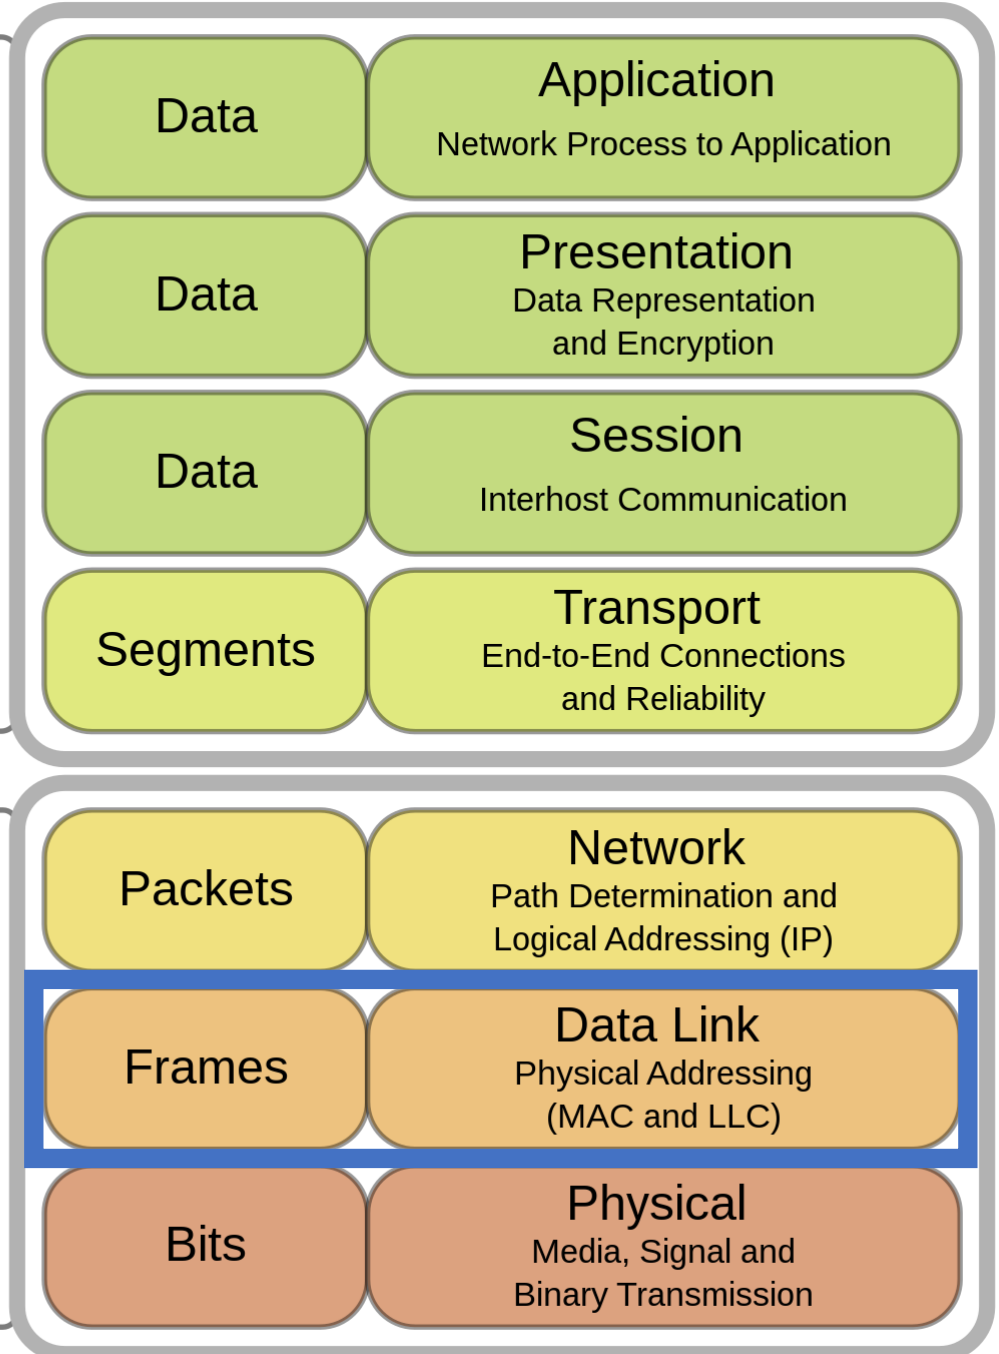 Data
Application
Network Process to Application
Data
Presentation
Data Representation
and Encryption
Data
Session
Interhost Communication
Segments
Transport
End-to-End Connections
and Reliability
Packets
Network
Path Determination and
Logical Addressing (IP)
Frames
Data Link
Physical Addressing
(MAC and LLC)
Bits
Physical
Media, Signal and
Binary Transmission